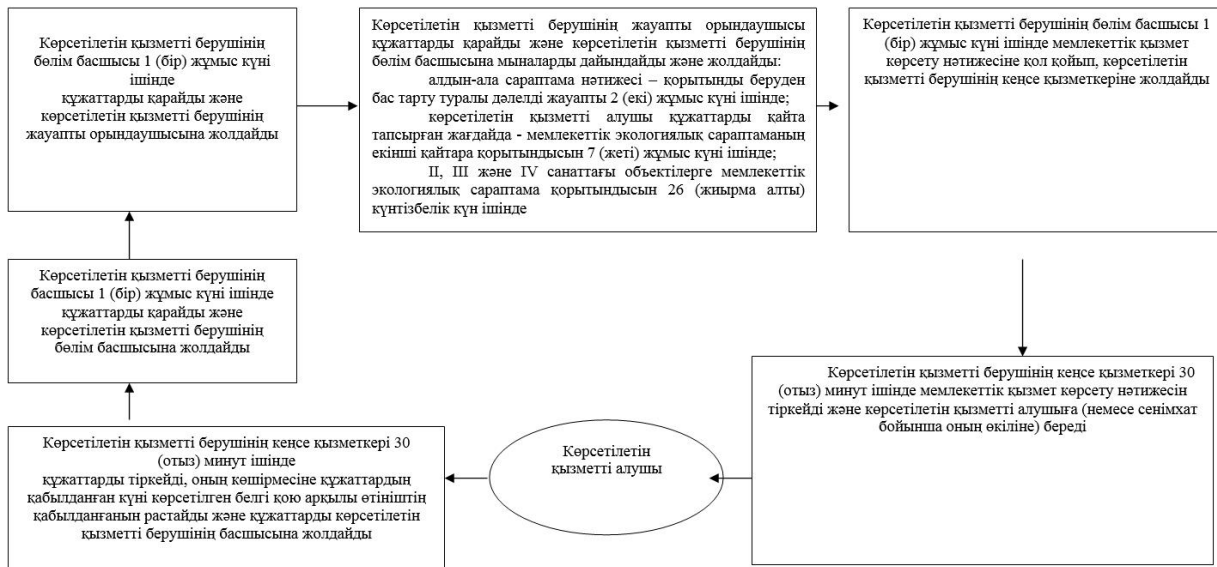 Көрсетілетін қызметті берушінің
бөлім басшысы 1 (бір) жұмыс күні
ішінде
құжаттарды қарайды және
көрсетілетін қызметті берушінің
жауапты орындаушысына жолдайды
Көрсетілетін қызметті берушінің жауапты орындаушысы
құжаттарды қарайды және көрсетілетін қызметті берушінің
бөлім басшысына мыналарды дайындайды және жолдайды:
алдын-ала сараптама нәтижесі – қорытынды беруден
бас тарту туралы дәлелді жауапты 2 (екі) жұмыс күні ішінде;
көрсетілетін қызметті алушы құжаттарды қайта
тапсырған жағдайда - мемлекеттік экологиялық сараптаманың
екінші қайтара қорытындысын 7 (жеті) жұмыс күні ішінде;
II, III және IV санаттағы объектілерге мемлекеттік
экологиялық сараптама қорытындысын 26 (жиырма алты)
күнтізбелік күн ішінде
Көрсетілетін қызметті берушінің бөлім басшысы 1
(бір) жұмыс күні ішінде мемлекеттік қызмет
көрсету нәтижесіне қол қойып, көрсетілетін
қызметті берушінің кеңсе қызметкеріне жолдайды
Көрсетілетін қызметті берушінің
басшысы 1 (бір) жұмыс күні ішінде
құжаттарды қарайды және
көрсетілетін қызметті берушінің
бөлім басшысына жолдайды
Көрсетілетін қызметті берушінің кеңсе қызметкері 30
(отыз) минут ішінде мемлекеттік қызмет көрсету нәтижесін
тіркейді және көрсетілетін қызметті алушыға (немесе сенімхат
бойынша оның өкіліне) береді
Көрсетілетін қызметті берушінің кеңсе қызметкері 30
(отыз) минут ішінде
құжаттарды тіркейді, оның көшірмесіне құжаттардың
қабылданған күні көрсетілген белгі қою арқылы өтініштің
қабылданғанын растайды және құжаттарды көрсетілетін
қызметті берушінің басшысына жолдайды
Көрсетілетін
қызметті алушы